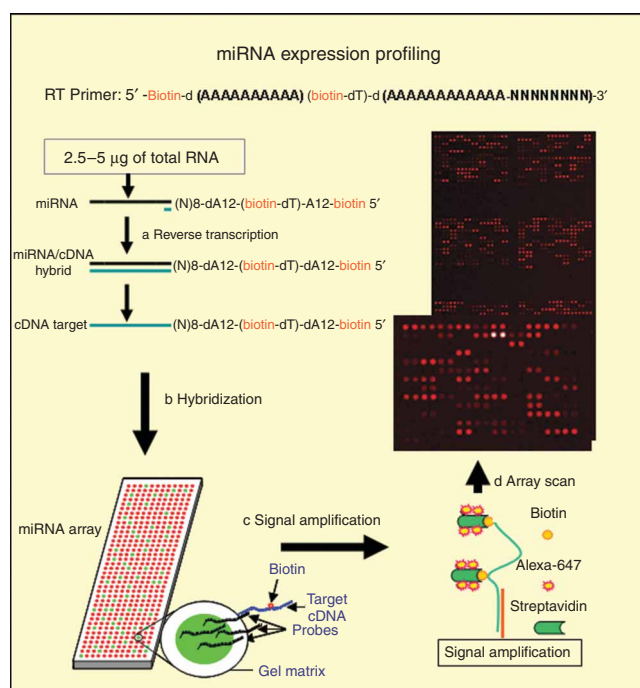 miRNA expression profiling
RT Primer: 5′ -Biotin-d (AAAAAAAAAA) (biotin-dT)-d(AAAAAAAAAAAA-NNNNNNNN)-3′
2.5–5 μg of total RNA
miRNA
(N)8-dA12-(biotin-dT)-A12-biotin 5′
a Reverse transcription
miRNA/cDNA
hybrid
(N)8-dA12-(biotin-dT)-dA12-biotin 5′
cDNA target
(N)8-dA12-(biotin-dT)-dA12-biotin 5′
b Hybridization
miRNA array
c Signal amplification
Biotin
Target
cDNA
Probes
Gel matrix
d Array scan
Biotin
Alexa-647
Streptavidin
Signal amplification